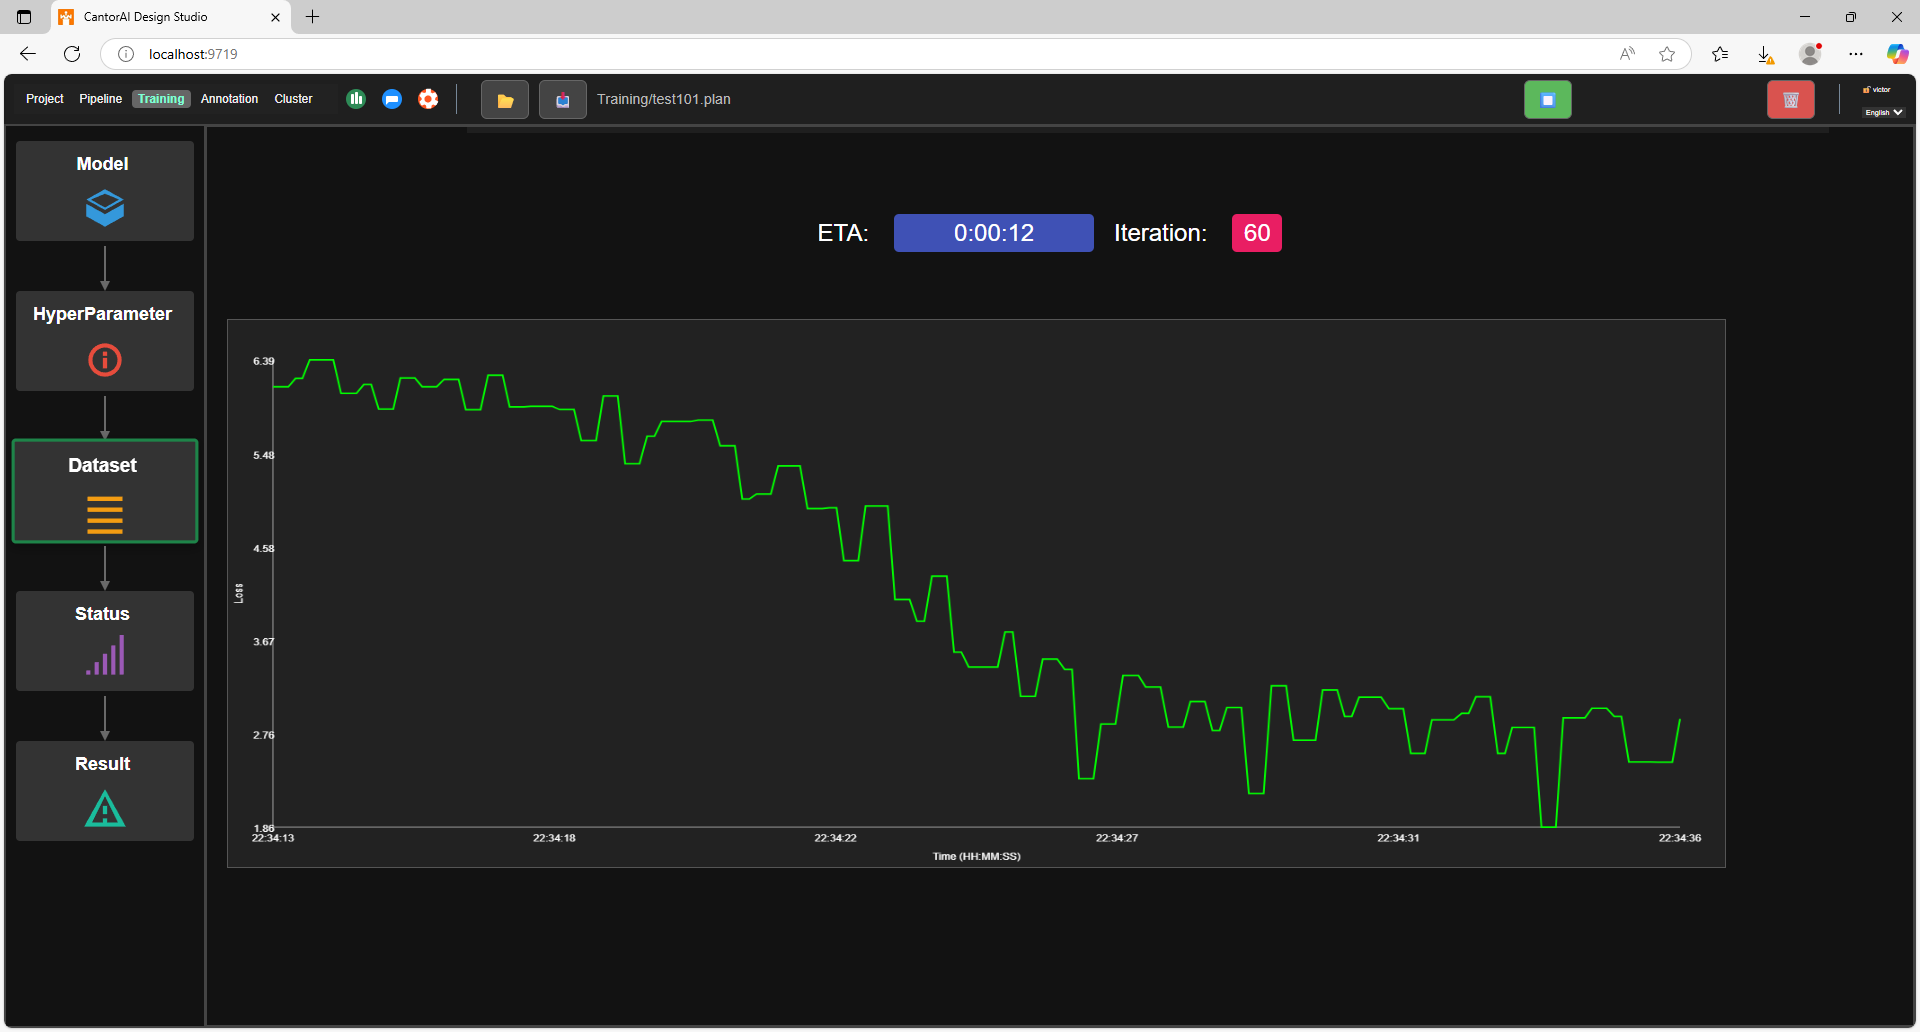 CantorAI Design Studio
localhost:9719
Project Pipeline Training Annotation Cluster Training/test101.plan
victor
English
Model
HyperParameter
Dataset
Status
Result
ETA: 0:00:12 Iteration: 60
6.39
5.48
4.58
3.67
2.76
1.86
Loss
22:34:13 22:34:18 22:34:22 22:34:27 22:34:31 22:34:36
Time (HH:MM:SS)